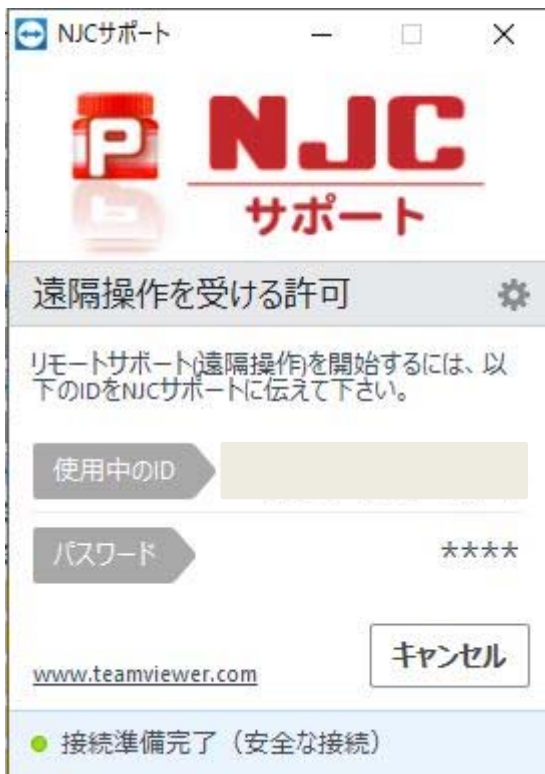 NJCサポート
P
NJC
サポート
遠隔操作を受ける許可
リモートサポート(遠隔操作)を開始するには、以
下のIDをNJCサポートに伝えて下さい。
使用中のID
パスワード
****
キャンセル
www.teamviewer.com
接続準備完了（安全な接続）